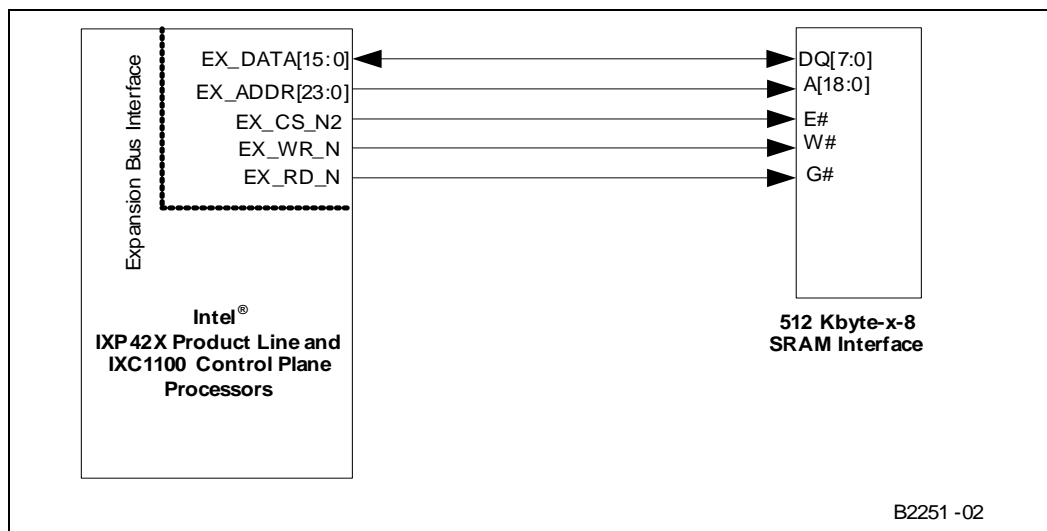 Expansion Bus Interface
EX_DATA[15:0]
EX_ADDR[23:0]
EX_CS_N2
EX_WR_N
EX_RD_N
Intel®
IXP42X Product Line and
IXC1100 Control Plane
Processors
DQ[7:0]
A[18:0]
E#
W#
G#
512 Kbyte-x-8
SRAM Interface
B2251 -02